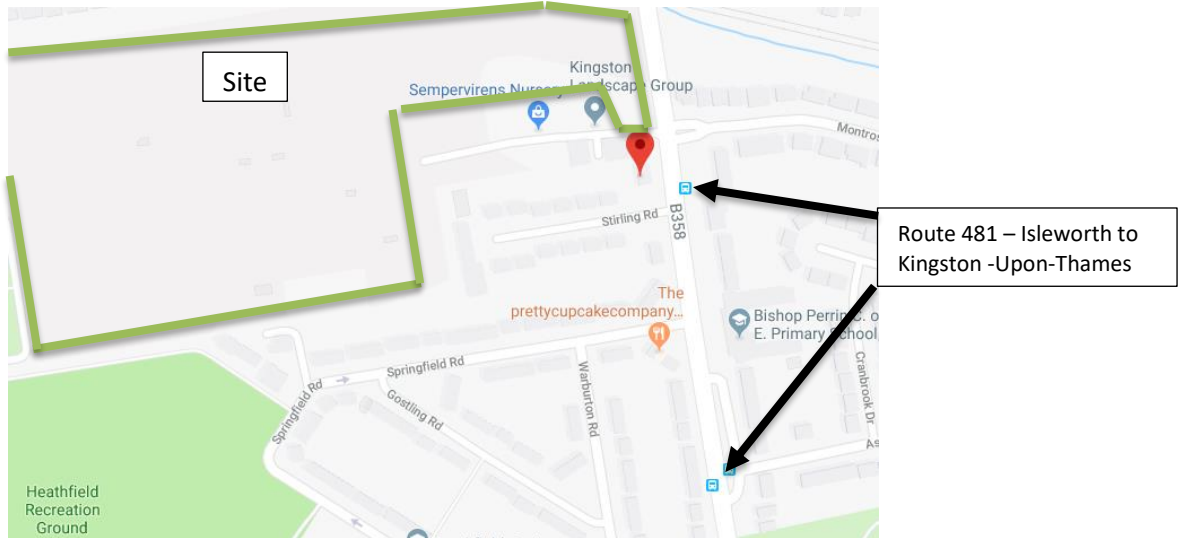 Site
Kingston
Landscape Group
Sempervirens Nursery
Montros
Stirling Rd
B358
Route 481 – Isleworth to
Kingston -Upon-Thames
The
prettycupcakecompany...
Bishop Perrin C. o
E. Primary School
Springfield Rd
Springfield Rd
Gostling Rd
Warburton Rd
Cranbrook Dr
As
Heathfield
Recreation
Ground